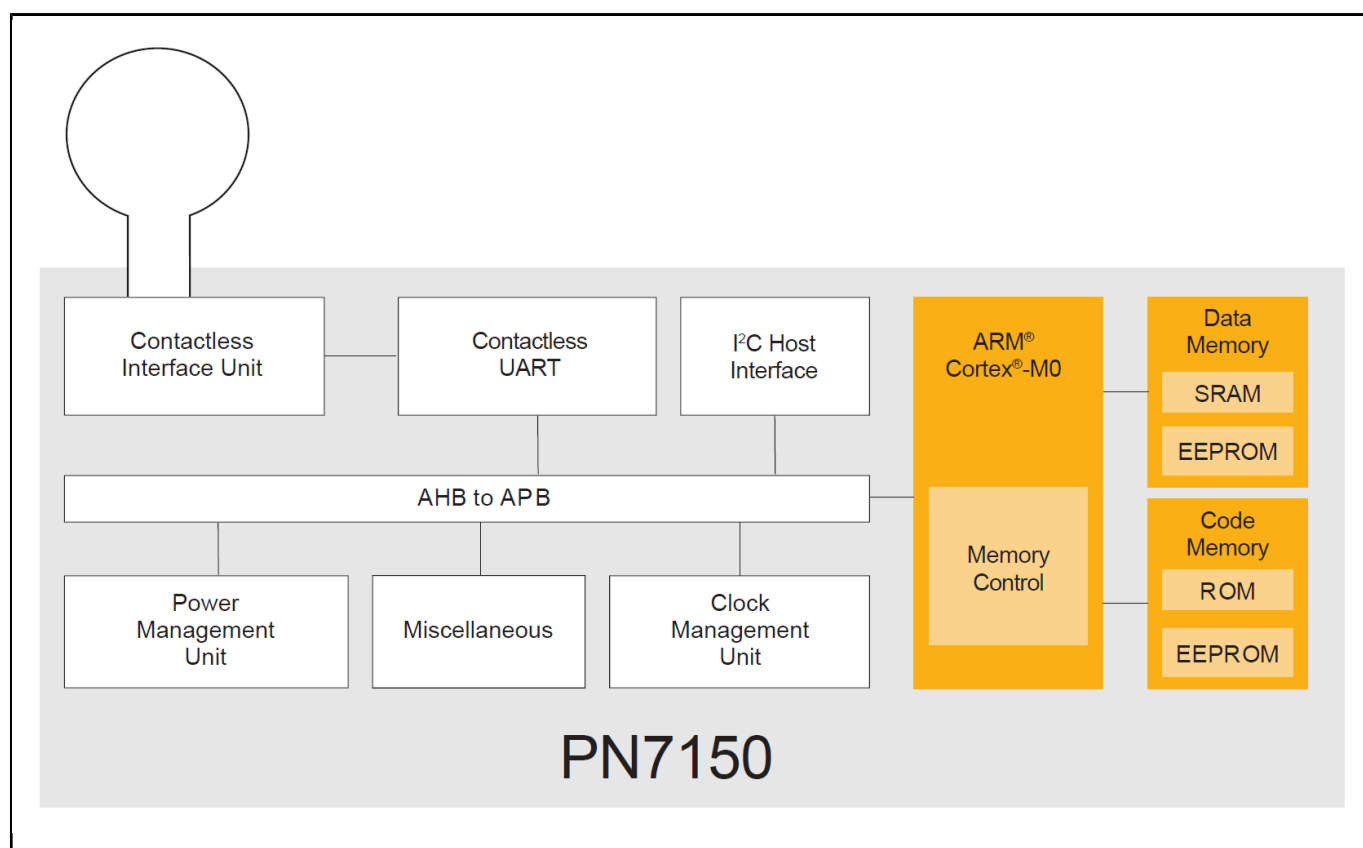 Contactless
Interface Unit
Contactless
UART
I²C Host
Interface
ARM®
Cortex®-M0
Data
Memory
SRAM
EEPROM
AHB to APB
Memory
Control
Code
Memory
ROM
EEPROM
Power
Management
Unit
Miscellaneous
Clock
Management
Unit
PN7150